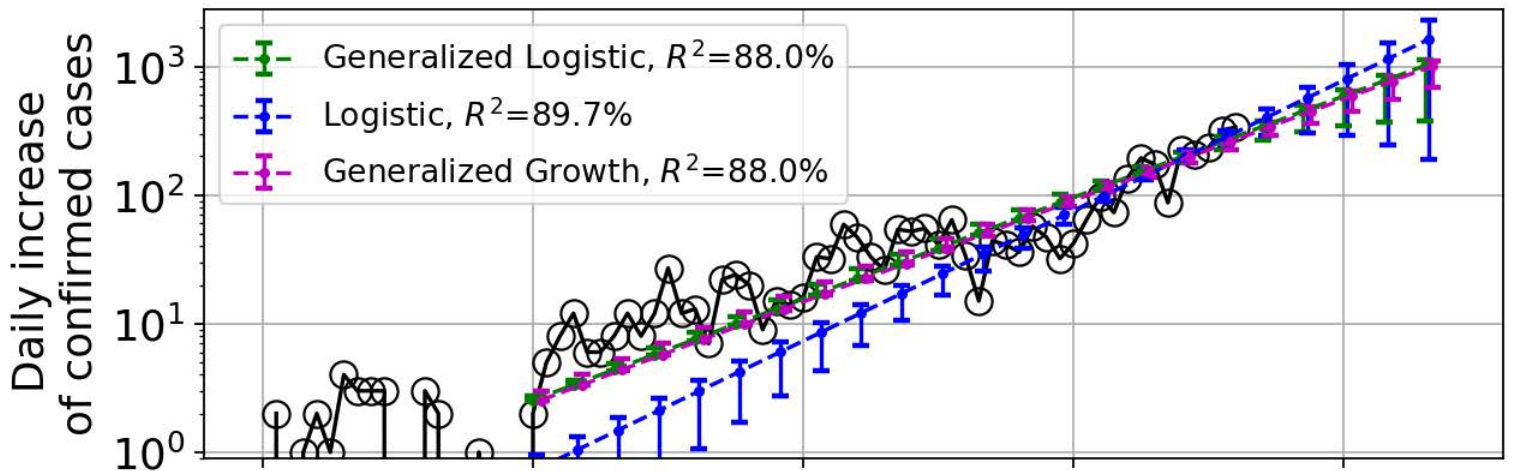 Daily increase
of confirmed cases
10³
10²
10¹
10⁰
Generalized Logistic, R²=88.0%
Logistic, R²=89.7%
Generalized Growth, R²=88.0%